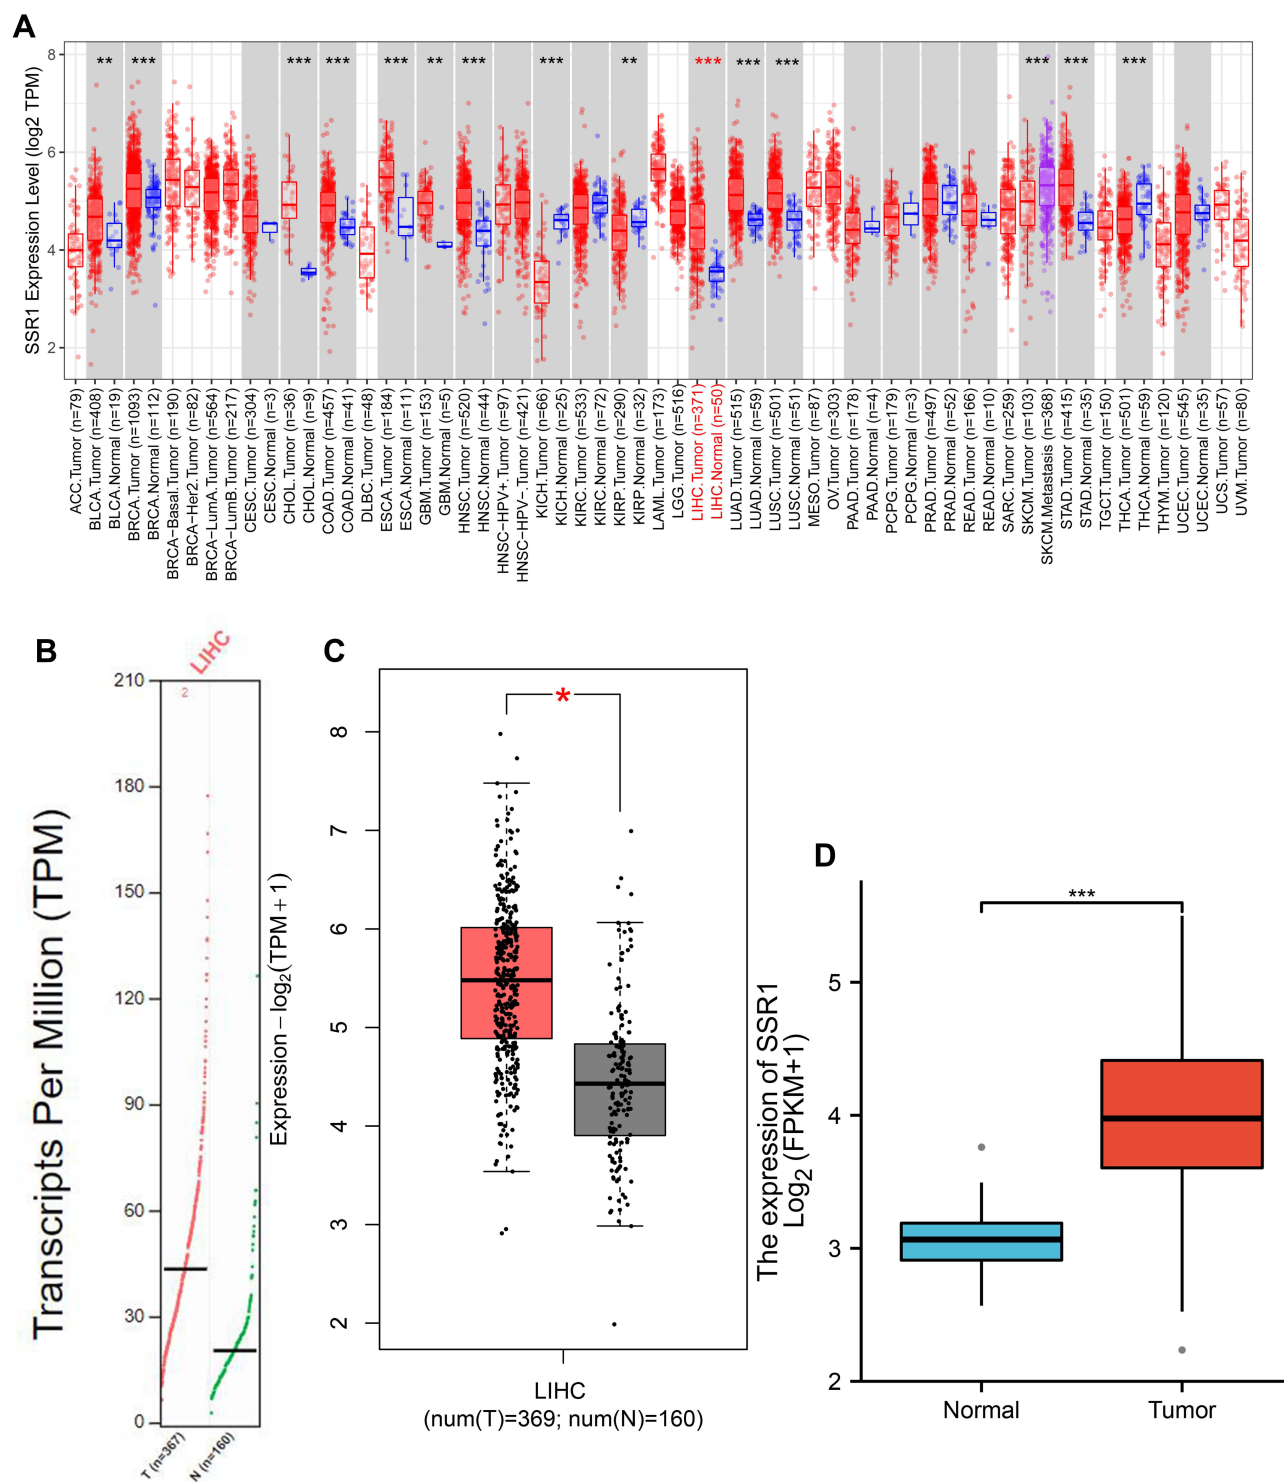 A
SSR1 Expression Level (log2 TPM)
8
6
4
2
** *** *** *** *** ** *** *** ** *** *** *** *** *** ***
ACC.Tumor (n=79)
BLCA.Tumor (n=408)
BLCA.Normal (n=19)
BRCA.Tumor (n=1093)
BRCA.Normal (n=112)
BRCA−Basal.Tumor (n=190)
BRCA−Her2.Tumor (n=82)
BRCA−LumA.Tumor (n=564)
BRCA−LumB.Tumor (n=217)
CESC.Tumor (n=304)
CESC.Normal (n=3)
CHOL.Tumor (n=36)
CHOL.Normal (n=9)
COAD.Tumor (n=457)
COAD.Normal (n=41)
DLBC.Tumor (n=48)
ESCA.Tumor (n=184)
ESCA.Normal (n=11)
GBM.Tumor (n=153)
GBM.Normal (n=5)
HNSC.Tumor (n=520)
HNSC.Normal (n=44)
HNSC−HPV+.Tumor (n=97)
HNSC−HPV−.Tumor (n=421)
KICH.Tumor (n=66)
KICH.Normal (n=25)
KIRC.Tumor (n=533)
KIRC.Normal (n=72)
KIRP.Tumor (n=290)
KIRP.Normal (n=32)
LAML.Tumor (n=173)
LGG.Tumor (n=516)
LIHC.Tumor (n=371)
LIHC.Normal (n=50)
LUAD.Tumor (n=515)
LUAD.Normal (n=59)
LUSC.Tumor (n=501)
LUSC.Normal (n=51)
MESO.Tumor (n=87)
OV.Tumor (n=303)
PAAD.Tumor (n=178)
PAAD.Normal (n=4)
PCPG.Tumor (n=179)
PCPG.Normal (n=3)
PRAD.Tumor (n=497)
PRAD.Normal (n=52)
READ.Tumor (n=166)
READ.Normal (n=10)
SARC.Tumor (n=259)
SKCM.Tumor (n=103)
SKCM.Metastasis (n=368)
STAD.Tumor (n=415)
STAD.Normal (n=35)
TGCT.Tumor (n=150)
THCA.Tumor (n=501)
THCA.Normal (n=59)
THYM.Tumor (n=120)
UCEC.Tumor (n=545)
UCEC.Normal (n=35)
UCS.Tumor (n=57)
UVM.Tumor (n=80)
B
LIHC
2
Transcripts Per Million (TPM)
210
180
150
120
90
60
30
0
T (n=367)
N (n=160)
C
Expression − log2(TPM + 1)
8
7
6
5
4
3
2
*
LIHC
(num(T)=369; num(N)=160)
D
The expression of SSR1
Log2 (FPKM+1)
***
5
4
3
2
Normal
Tumor